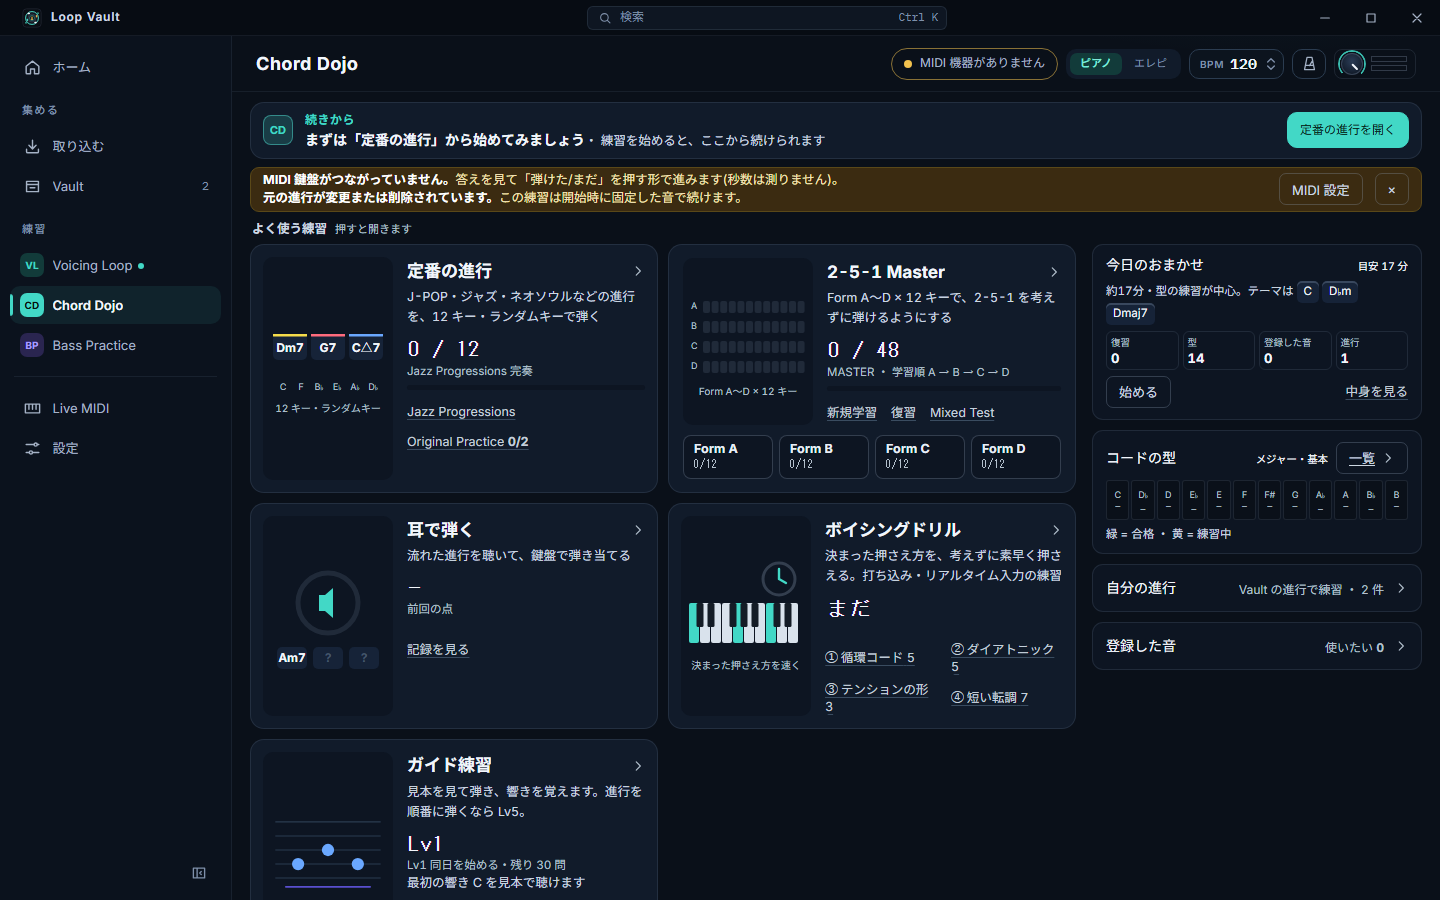 Loop Vault
検索
Ctrl K
ホーム
集める
取り込む
Vault
2
練習
VL
Voicing Loop
CD
Chord Dojo
BP
Bass Practice
Live MIDI
設定
Chord Dojo
MIDI 機器がありません
ピアノ
エレピ
BPM 120
CD
続きから
まずは「定番の進行」から始めてみましょう・ 練習を始めると、ここから続けられます
定番の進行を開く
MIDI 鍵盤がつながっていません。答えを見て「弾けた/まだ」を押す形で進みます(秒数は測りません)。
元の進行が変更または削除されています。この練習は開始時に固定した音で続けます。
MIDI 設定
×
よく使う練習 押すと開きます
Dm7
G7
C△7
C F B♭ E♭ A♭ D♭
12 キー・ランダムキー
定番の進行
J-POP・ジャズ・ネオソウルなどの進行
を、12 キー・ランダムキーで弾く
0 / 12
Jazz Progressions 完奏
Jazz Progressions
Original Practice 0/2
A
B
C
D
Form A〜D × 12 キー
2-5-1 Master
Form A〜D × 12 キーで、2-5-1 を考え
ずに弾けるようにする
0 / 48
MASTER ・ 学習順 A → B → C → D
新規学習
復習
Mixed Test
Form A
0/12
Form B
0/12
Form C
0/12
Form D
0/12
Am7
?
?
耳で弾く
流れた進行を聴いて、鍵盤で弾き当てる
—
前回の点
記録を見る
決まった押さえ方を速く
ボイシングドリル
決まった押さえ方を、考えずに素早く押さ
える。打ち込み・リアルタイム入力の練習
まだ
① 循環コード 5
② ダイアトニック
5
③ テンションの形
3
④ 短い転調 7
ガイド練習
見本を見て弾き、響きを覚えます。進行を
順番に弾くなら Lv5。
Lv1
Lv1 同日を始める・残り 30 問
最初の響き C を見本で聴けます
今日のおまかせ
目安 17 分
約17分・型の練習が中心。テーマは C D♭m
Dmaj7
復習
0
型
14
登録した音
0
進行
1
始める
中身を見る
コードの型
メジャー・基本
一覧
C D♭ D E♭ E F F# G A♭ A B♭ B
– – – – – – – – – – – –
緑 = 合格 ・ 黄 = 練習中
自分の進行
Vault の進行で練習 ・ 2 件
登録した音
使いたい 0